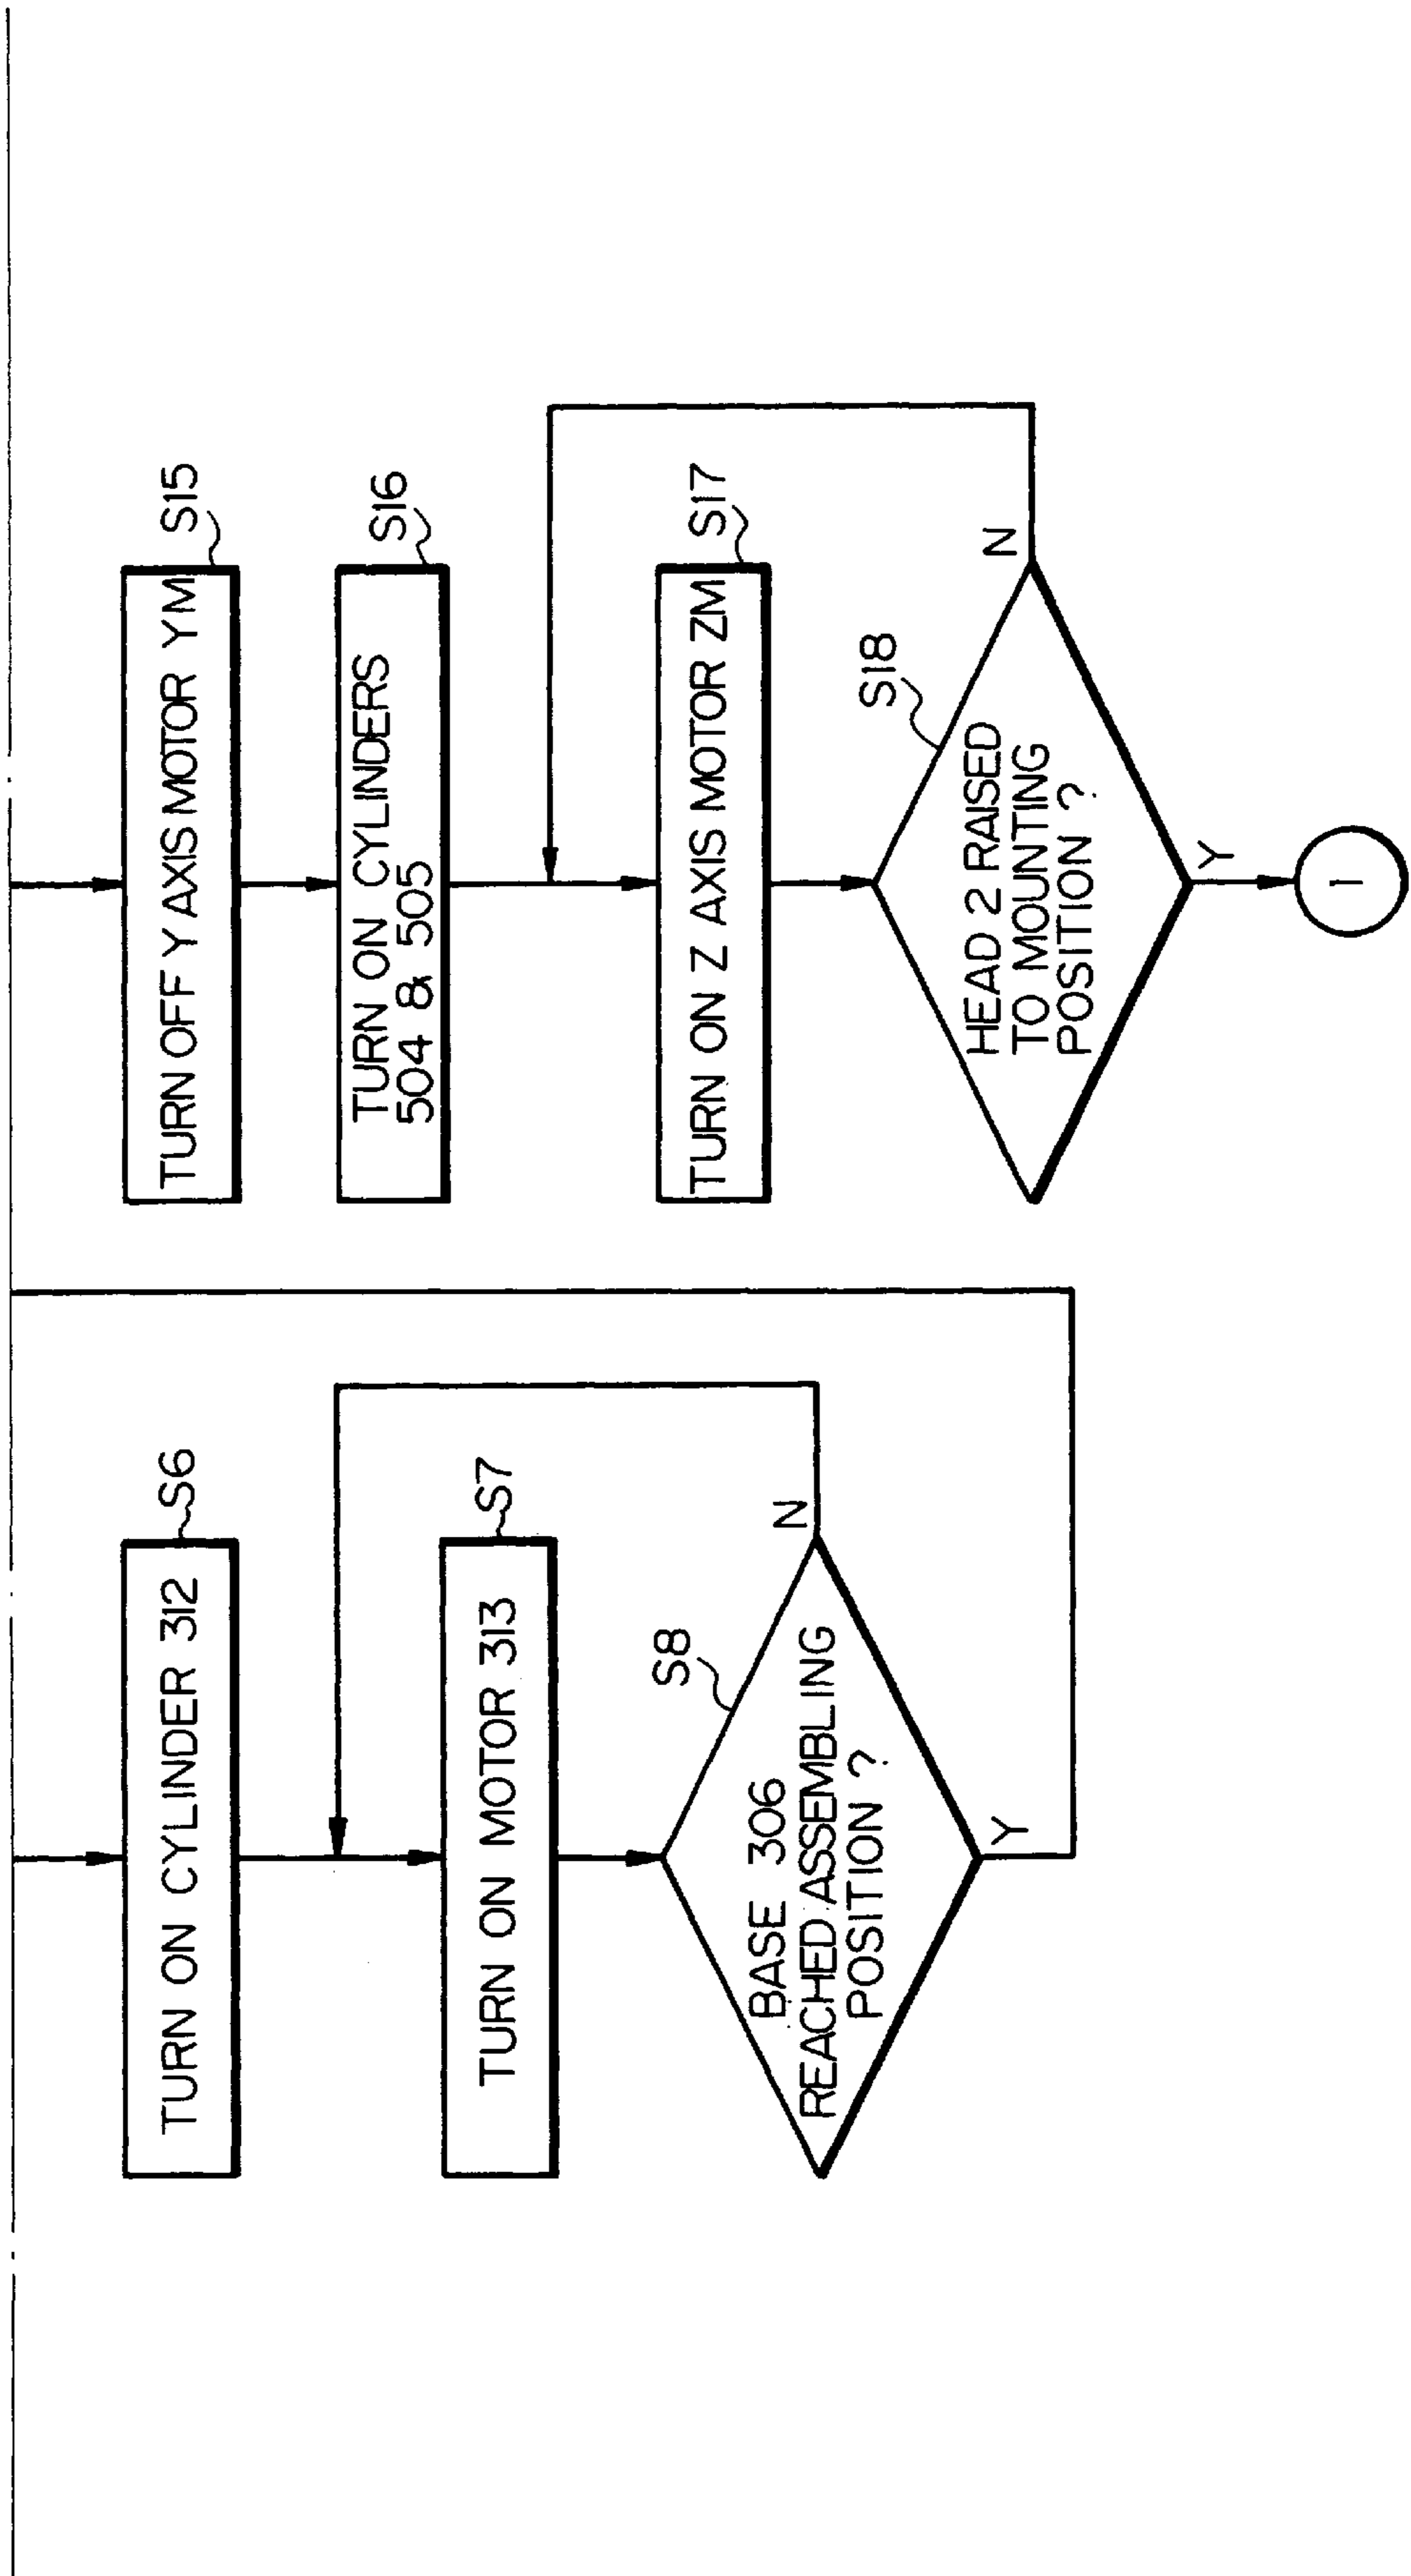 S6
TURN ON CYLINDER 312
S7
TURN ON MOTOR 313
S8
BASE 306
REACHED ASSEMBLING
POSITION ?
N
Y
S15
TURN OFF Y AXIS MOTOR YM
S16
TURN ON CYLINDERS
504 & 505
S17
TURN ON Z AXIS MOTOR ZM
S18
HEAD 2 RAISED
TO MOUNTING
POSITION ?
N
Y
1